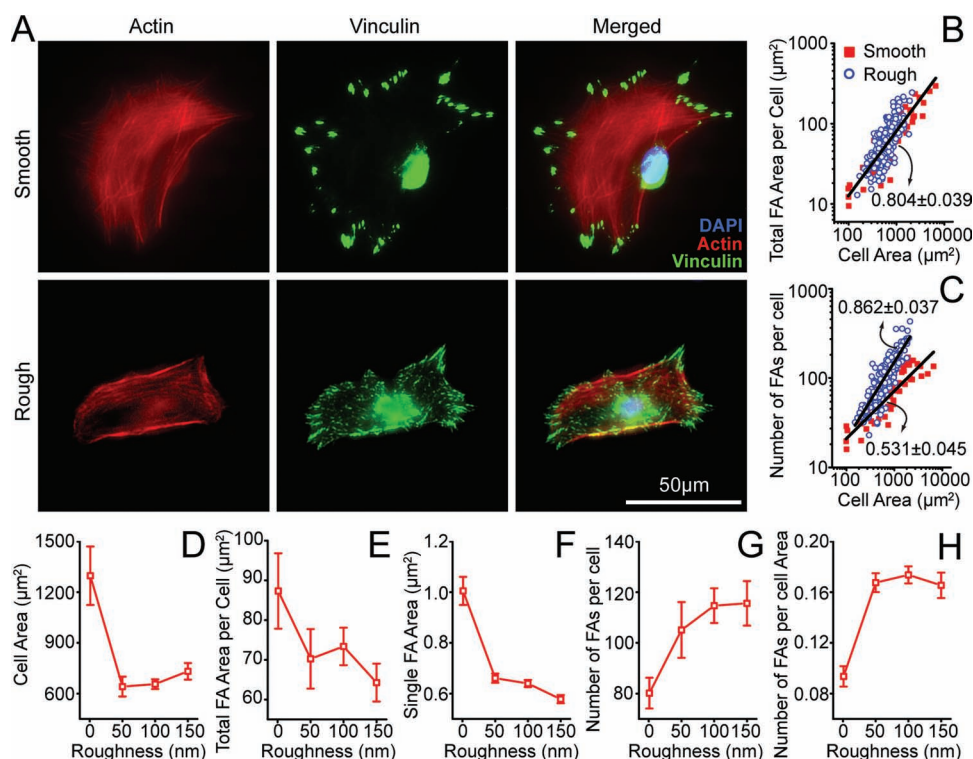 A
Actin
Vinculin
Merged
Smooth
DAPI
Actin
Vinculin
Rough
50μm
B
Total FA Area per Cell (μm²)
1000
100
10
Smooth
Rough
0.804±0.039
100 1000 10000
Cell Area (μm²)
C
Number of FAs per cell
1000
100
10
0.862±0.037
0.531±0.045
100 1000 10000
Cell Area (μm²)
D
Cell Area (μm²)
1500
1200
900
600
0 50 100 150
Roughness (nm)
E
Total FA Area per Cell (μm²)
100
90
80
70
60
0 50 100 150
Roughness (nm)
F
Single FA Area (μm²)
1.2
1.0
0.8
0.6
0 50 100 150
Roughness (nm)
G
Number of FAs per cell
140
120
100
80
0 50 100 150
Roughness (nm)
H
Number of FAs per cell Area
0.20
0.16
0.12
0.08
0 50 100 150
Roughness (nm)